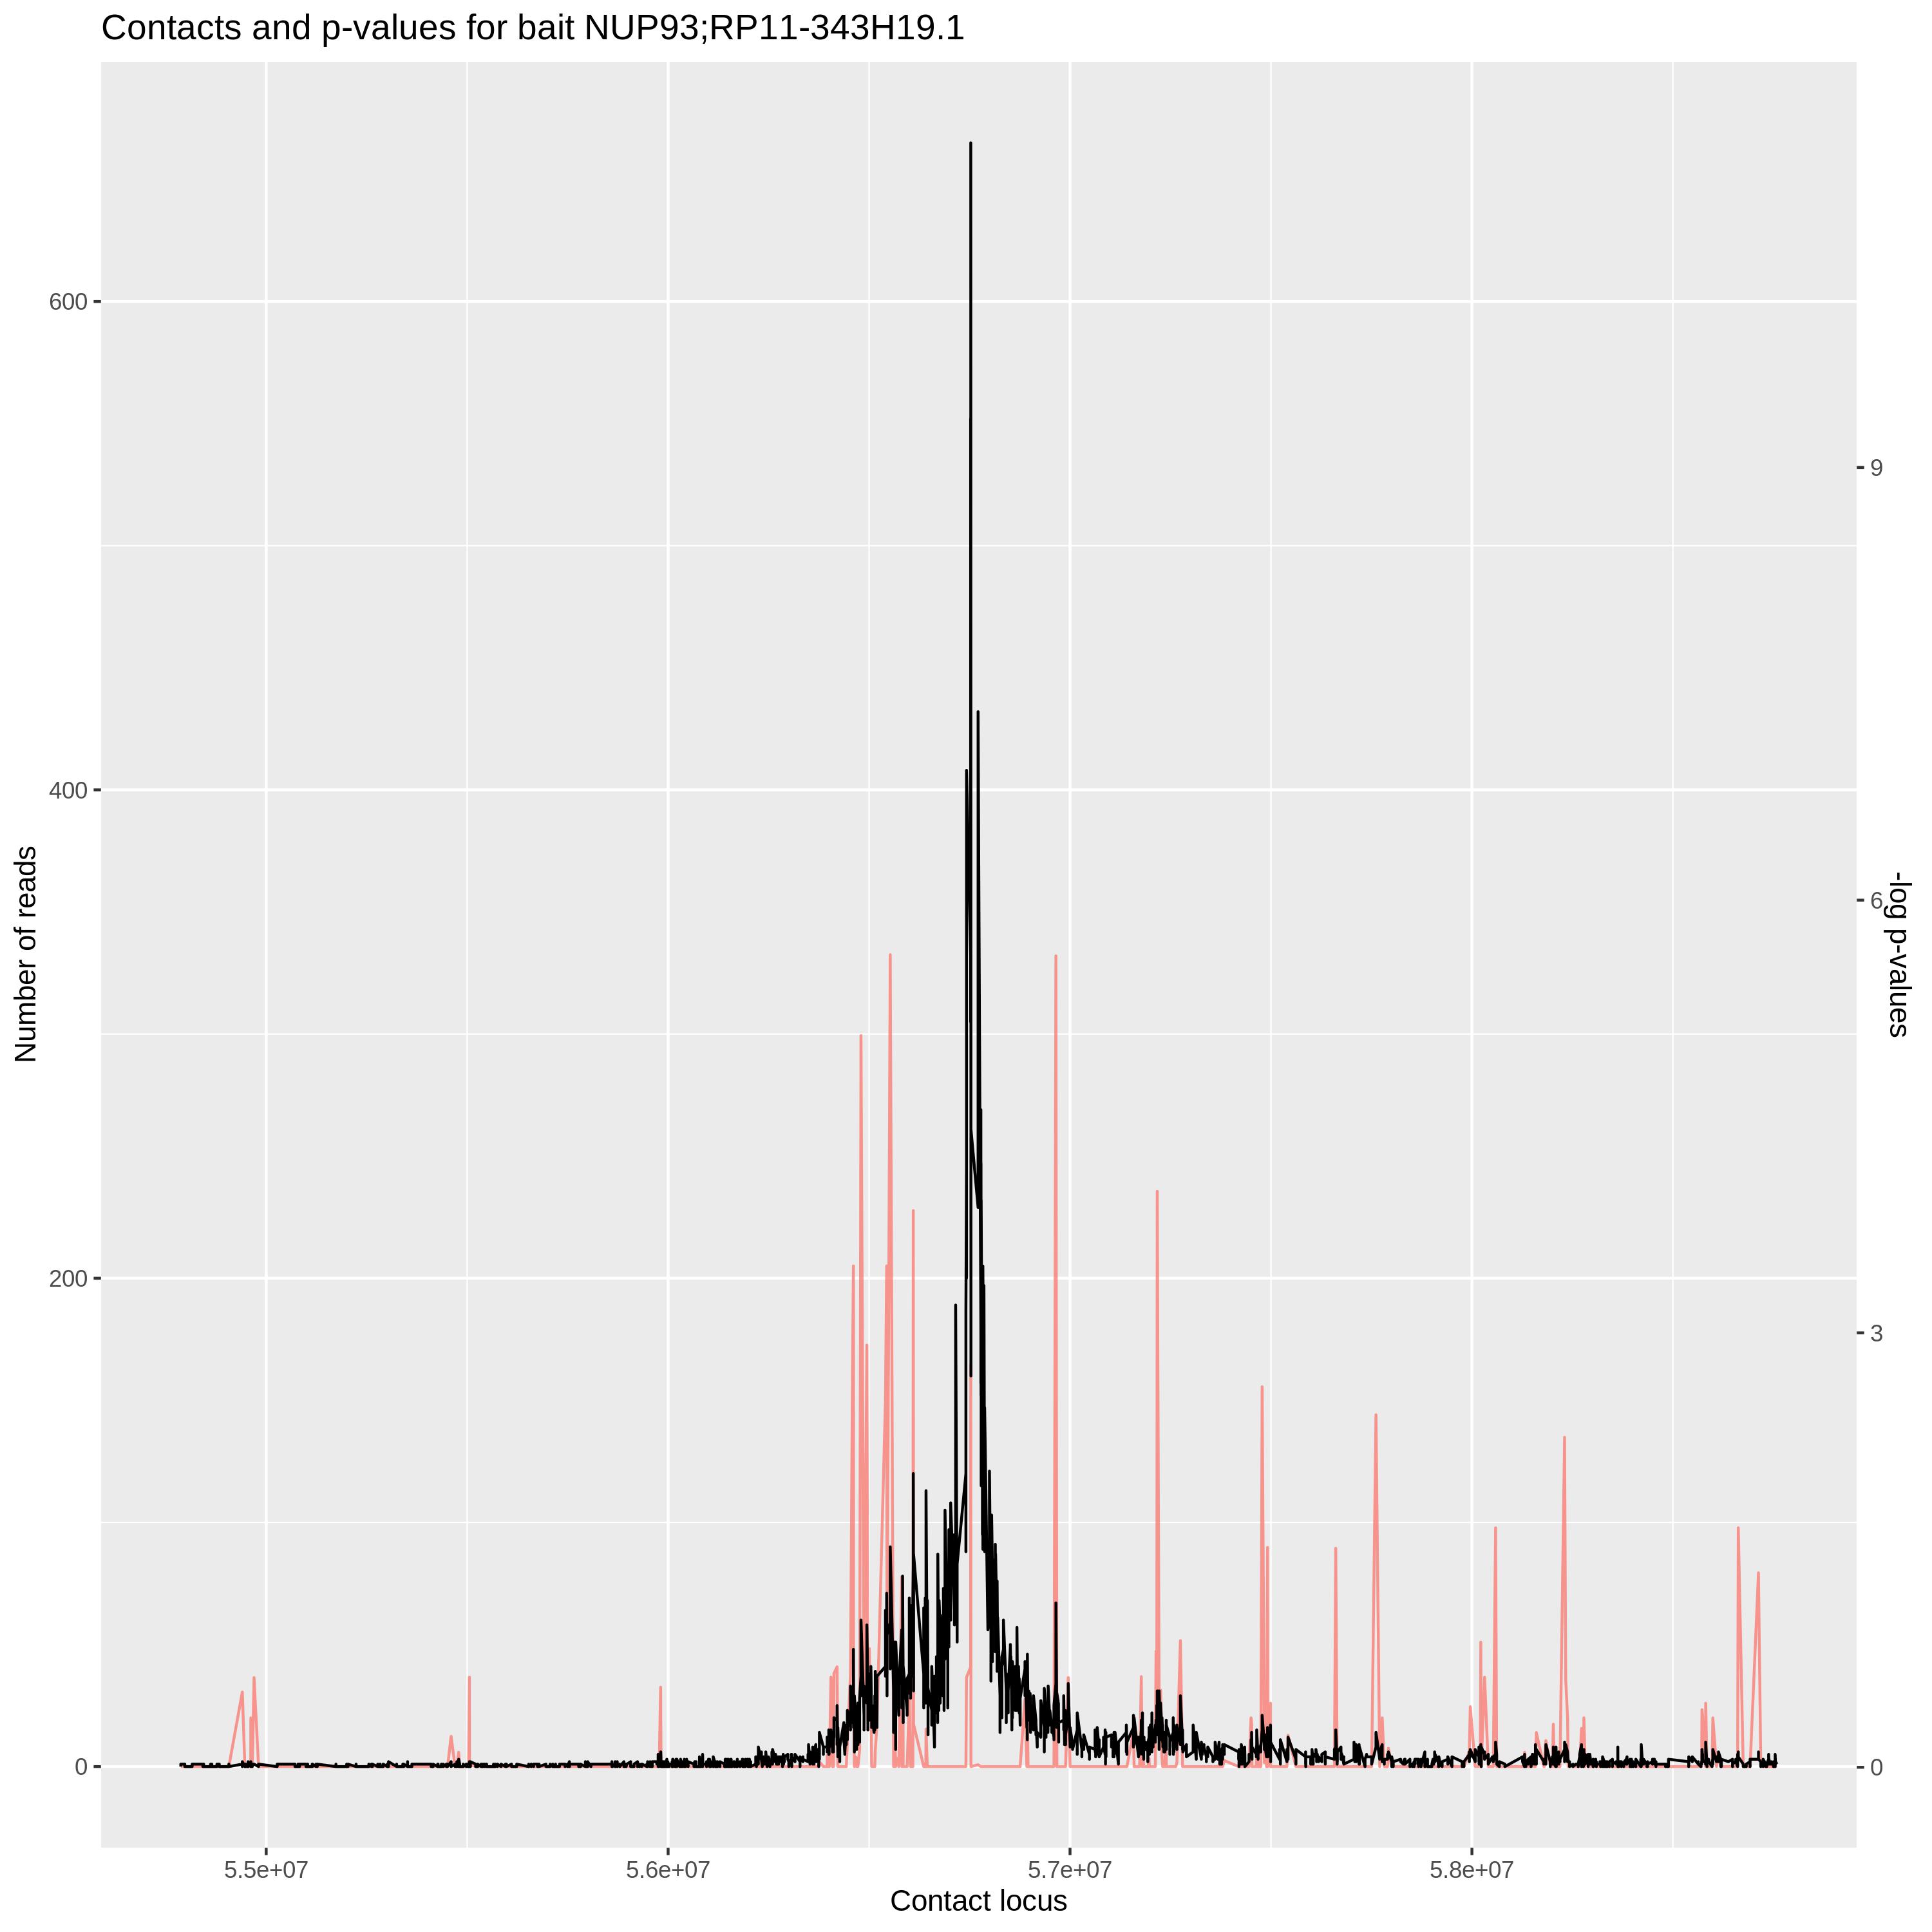 Contacts and p-values for bait NUP93;RP11-343H19.1
600
400
200
0
Number of reads
9
6
3
0
-log p-values
5.5e+07
5.6e+07
5.7e+07
5.8e+07
Contact locus